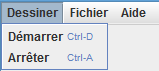 Dessiner Fichier Aide
Démarrer Ctrl-D
Arrêter Ctrl-A